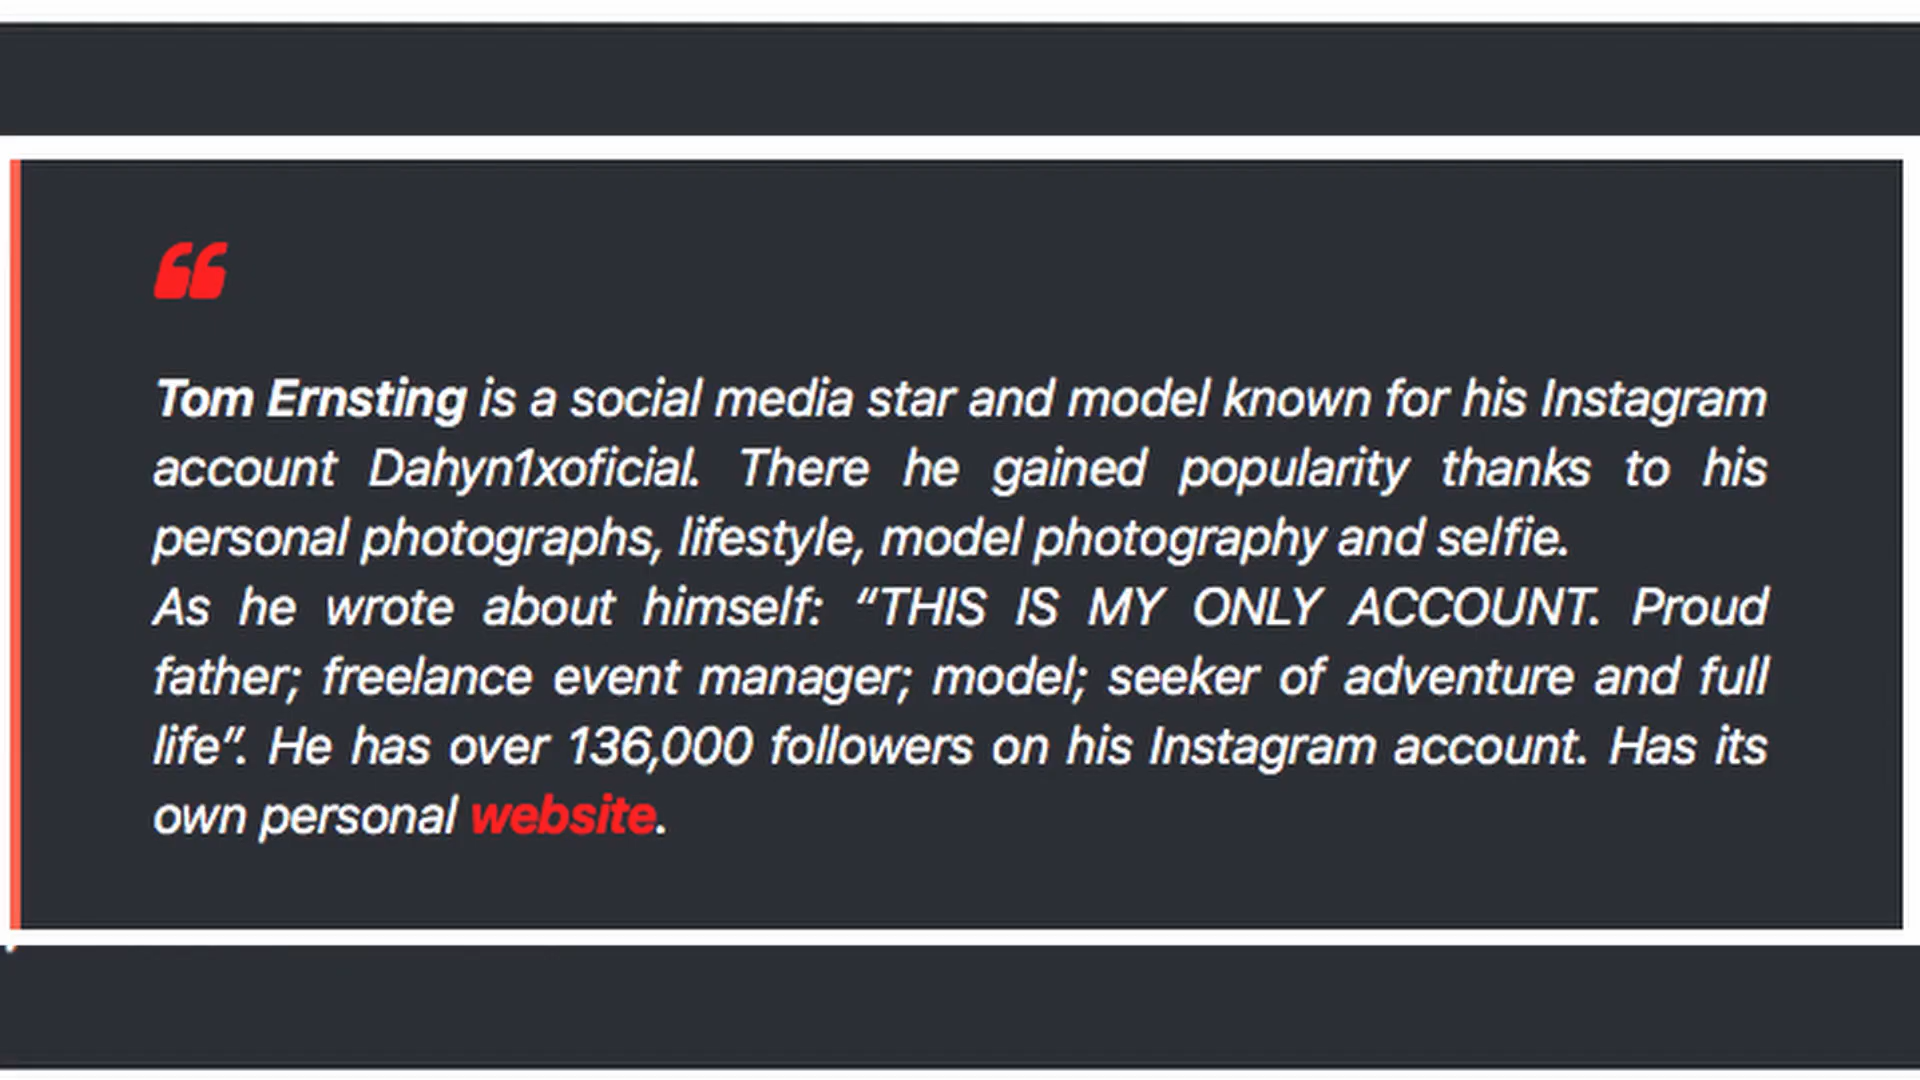 “
Tom Ernsting is a social media star and model known for his Instagram
account Dahyn1xoficial. There he gained popularity thanks to his
personal photographs, lifestyle, model photography and selfie.
As he wrote about himself: “THIS IS MY ONLY ACCOUNT. Proud
father; freelance event manager; model; seeker of adventure and full
life”. He has over 136,000 followers on his Instagram account. Has its
own personal website.